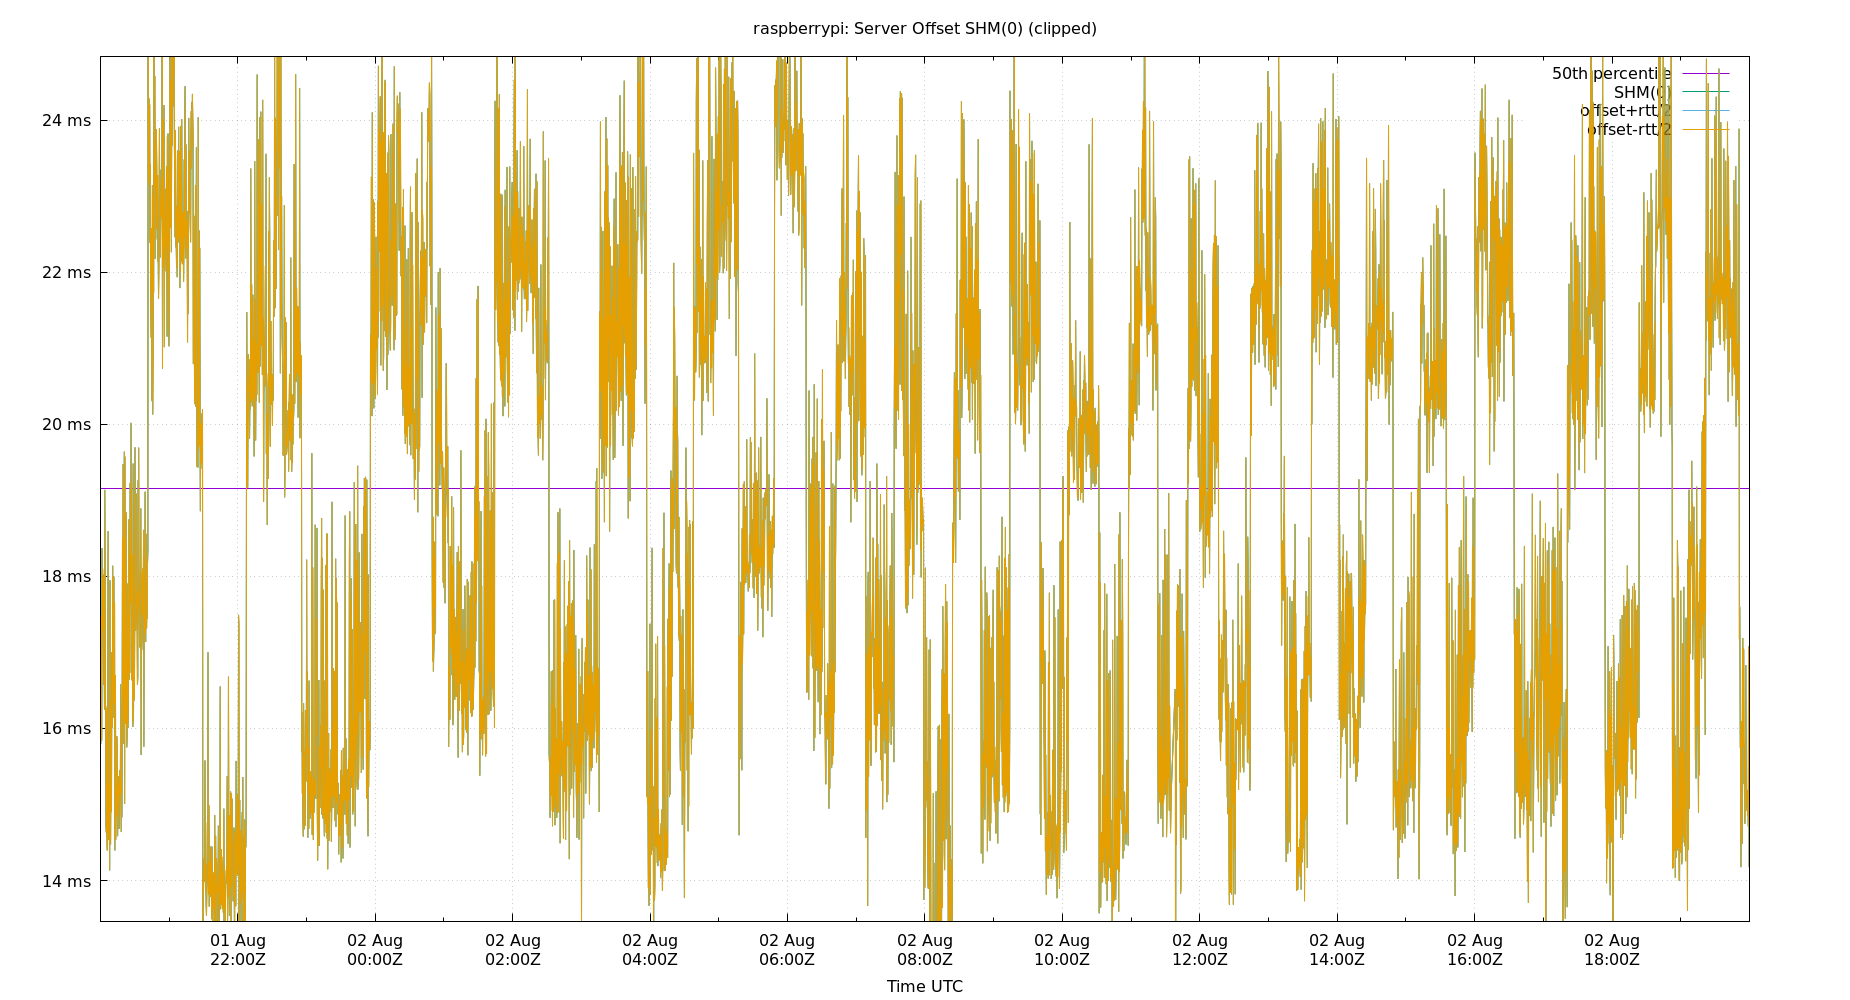 raspberrypi: Server Offset SHM(0) (clipped)
50th percentile
SHM(0)
offset+rtt/2
offset-rtt/2
24 ms
22 ms
20 ms
18 ms
16 ms
14 ms
01 Aug 02 Aug 02 Aug 02 Aug 02 Aug 02 Aug 02 Aug 02 Aug 02 Aug 02 Aug 02 Aug
22:00Z 00:00Z 02:00Z 04:00Z 06:00Z 08:00Z 10:00Z 12:00Z 14:00Z 16:00Z 18:00Z
Time UTC